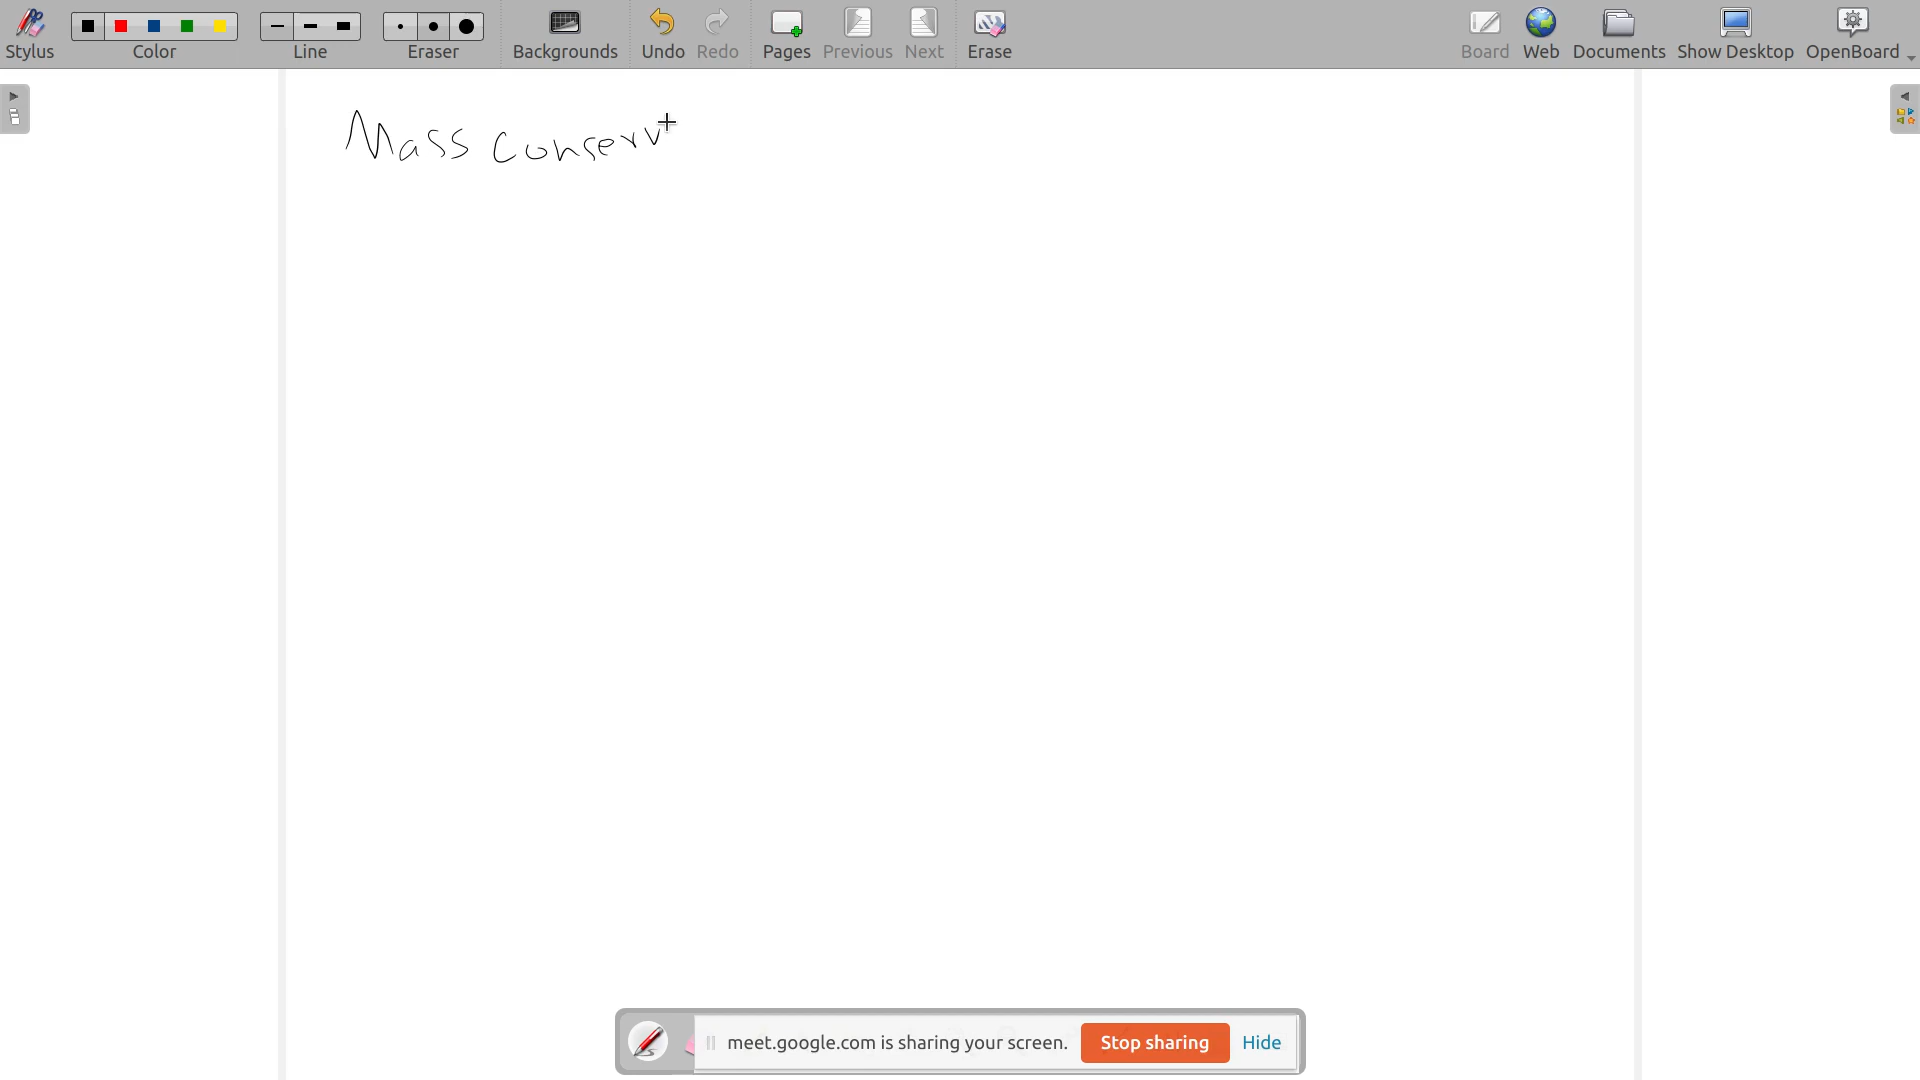 Stylus Color Line Eraser Backgrounds Undo Redo Pages Previous Next Erase Board Web Documents Show Desktop OpenBoard
Mass conserv
meet.google.com is sharing your screen. Stop sharing Hide